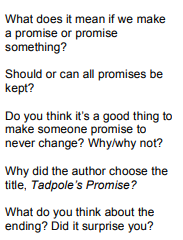 What does it mean if we make
a promise or promise
something?
Should or can all promises be
kept?
Do you think it's a good thing to
make someone promise to
never change? Why/why not?
Why did the author choose the
title, Tadpole's Promise?
What do you think about the
ending? Did it surprise you?